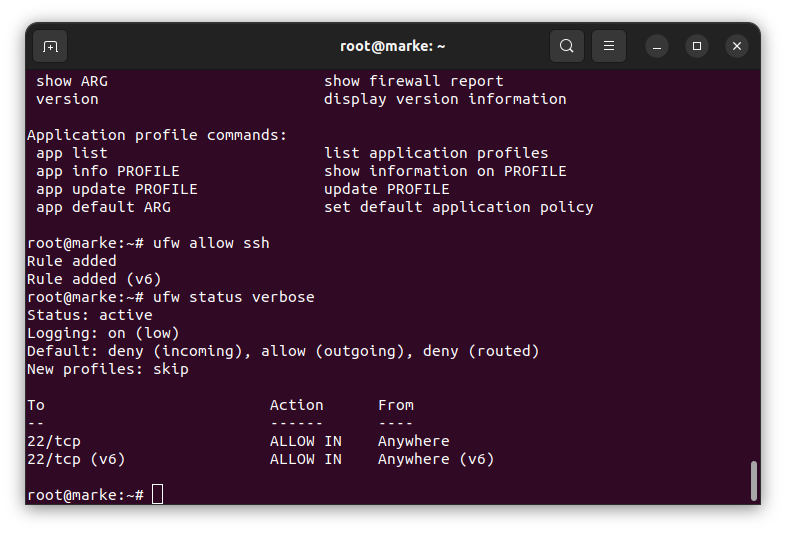 root@marke: ~
show ARG                        show firewall report
version                         display version information
Application profile commands:
app list                        list application profiles
app info PROFILE                show information on PROFILE
app update PROFILE              update PROFILE
app default ARG                 set default application policy
root@marke:~# ufw allow ssh
Rule added
Rule added (v6)
root@marke:~# ufw status verbose
Status: active
Logging: on (low)
Default: deny (incoming), allow (outgoing), deny (routed)
New profiles: skip
To                         Action      From
--                         ------      ----
22/tcp                     ALLOW IN    Anywhere
22/tcp (v6)                ALLOW IN    Anywhere (v6)
root@marke:~#